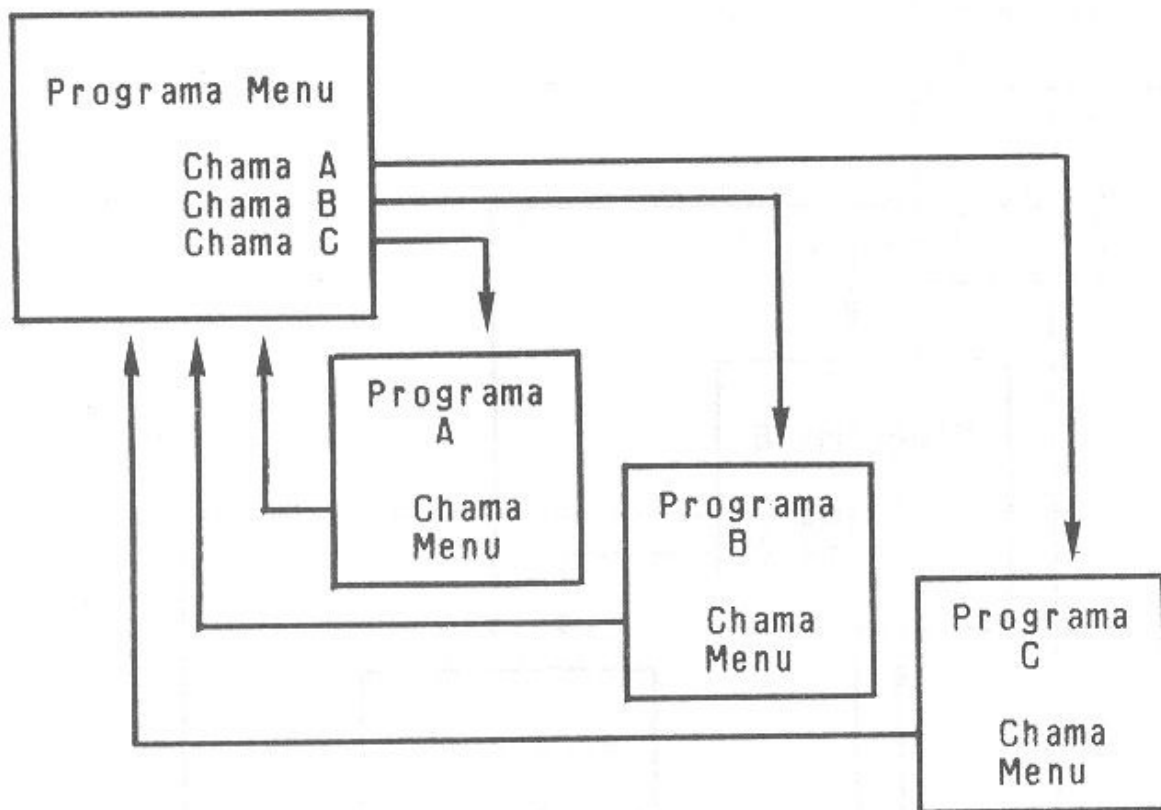 Programa Menu
Chama A
Chama B
Chama C
Programa
A
Chama
Menu
Programa
B
Chama
Menu
Programa
C
Chama
Menu